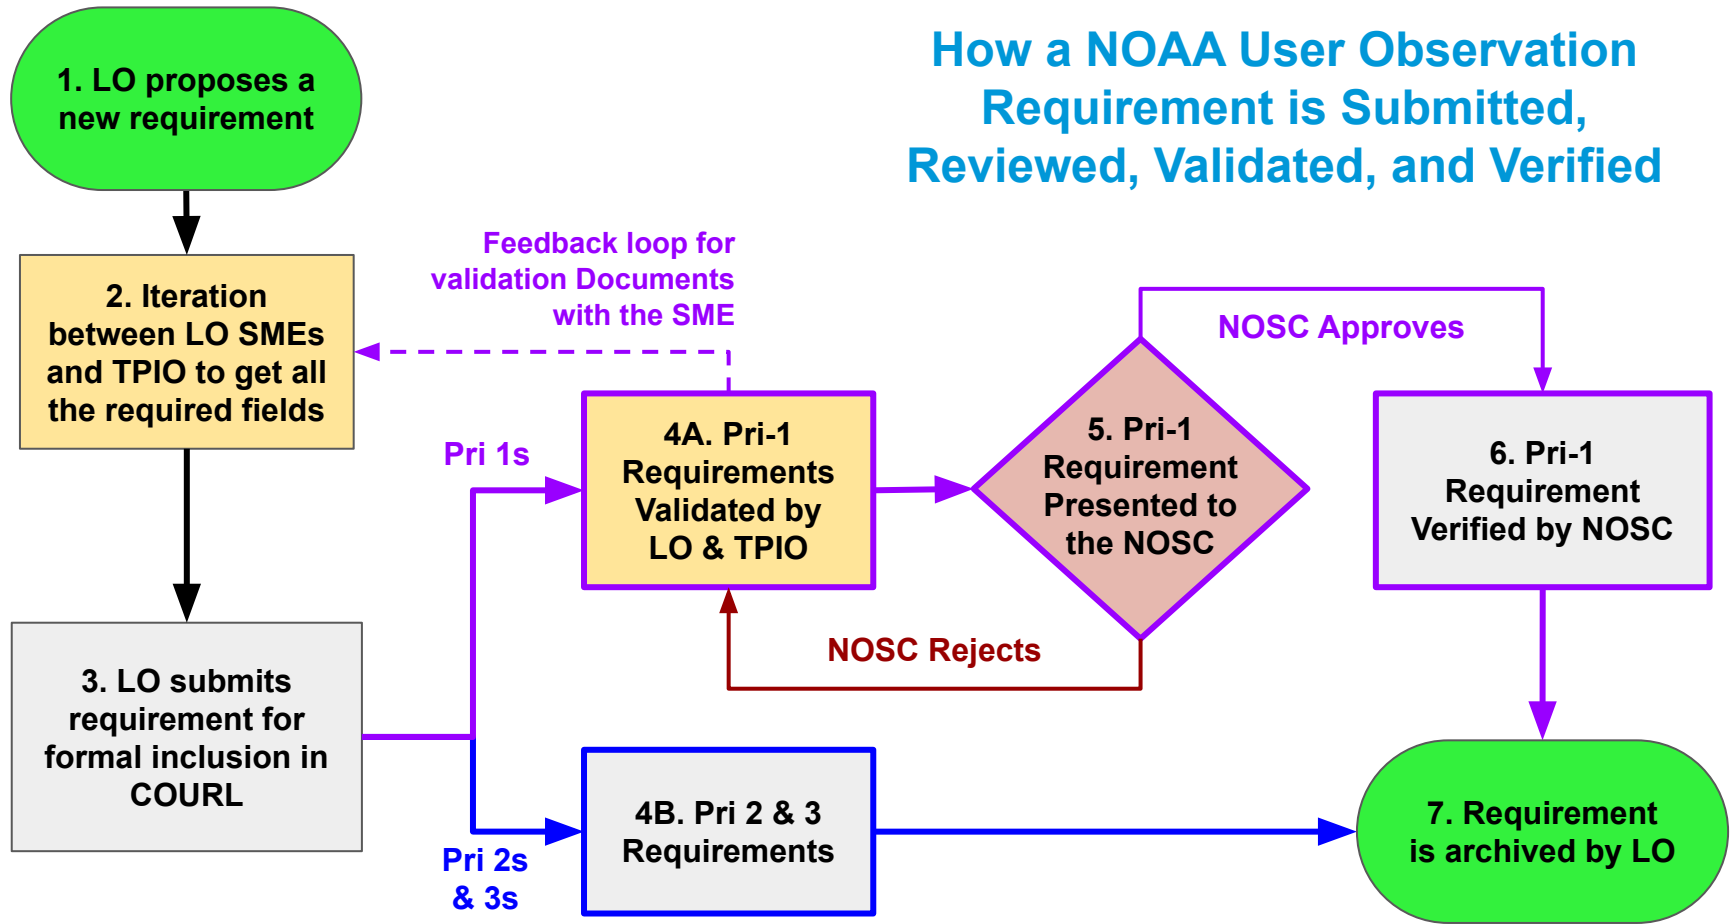 How a NOAA User Observation
Requirement is Submitted,
Reviewed, Validated, and Verified
1. LO proposes a
new requirement
2. Iteration
between LO SMEs
and TPIO to get all
the required fields
3. LO submits
requirement for
formal inclusion in
COURL
Feedback loop for
validation Documents
with the SME
Pri 1s
4A. Pri-1
Requirements
Validated by
LO & TPIO
5. Pri-1
Requirement
Presented to
the NOSC
NOSC Approves
NOSC Rejects
6. Pri-1
Requirement
Verified by NOSC
Pri 2s
& 3s
4B. Pri 2 & 3
Requirements
7. Requirement
is archived by LO